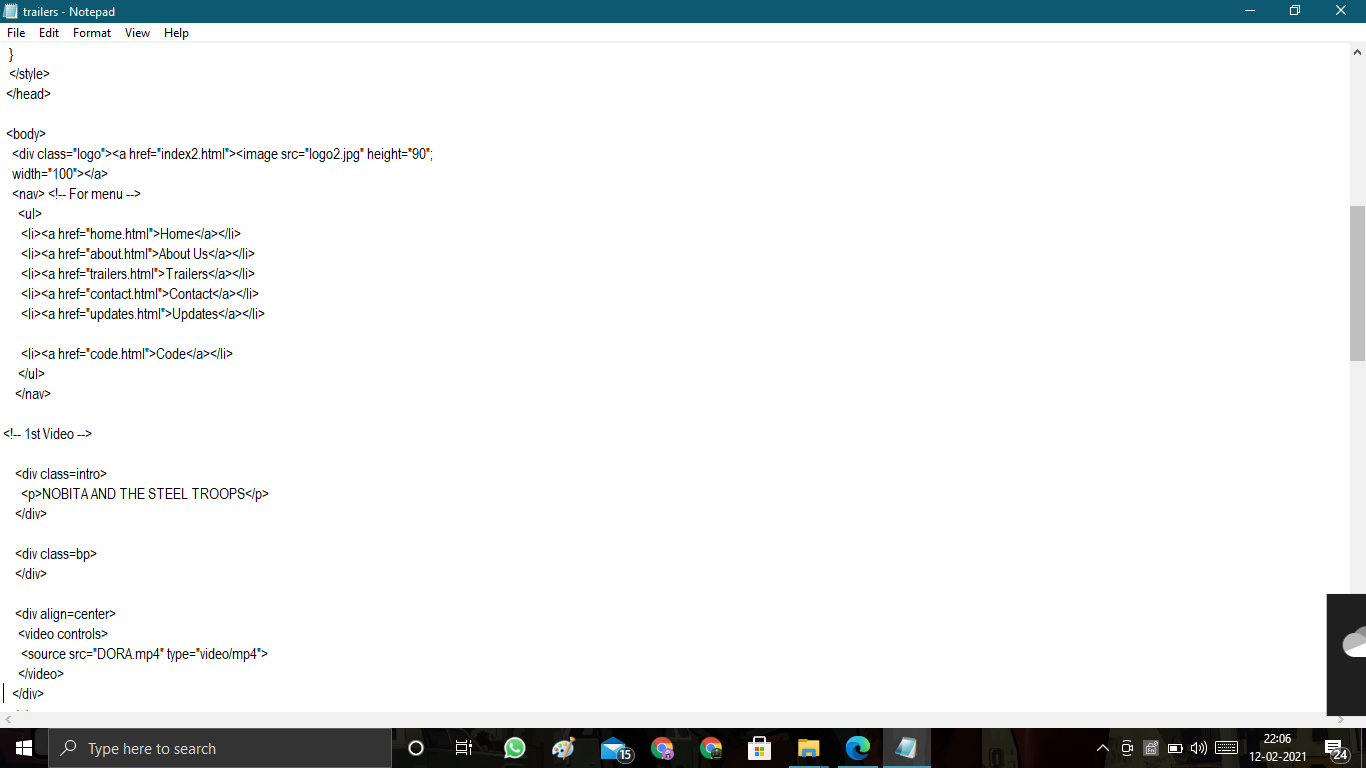 trailers - Notepad
File Edit Format View Help
}
</style>
</head>
<body>
<div class="logo"><a href="index2.html"><image src="logo2.jpg" height="90";
width="100"></a>
<nav> <!-- For menu -->
<ul>
<li><a href="home.html">Home</a></li>
<li><a href="about.html">About Us</a></li>
<li><a href="trailers.html">Trailers</a></li>
<li><a href="contact.html">Contact</a></li>
<li><a href="updates.html">Updates</a></li>
<li><a href="code.html">Code</a></li>
</ul>
</nav>
<!-- 1st Video -->
<div class=intro>
<p>NOBITA AND THE STEEL TROOPS</p>
</div>
<div class=bp>
</div>
<div align=center>
<video controls>
<source src="DORA.mp4" type="video/mp4">
</video>
</div>
Type here to search
15
22:06
12-02-2021
24